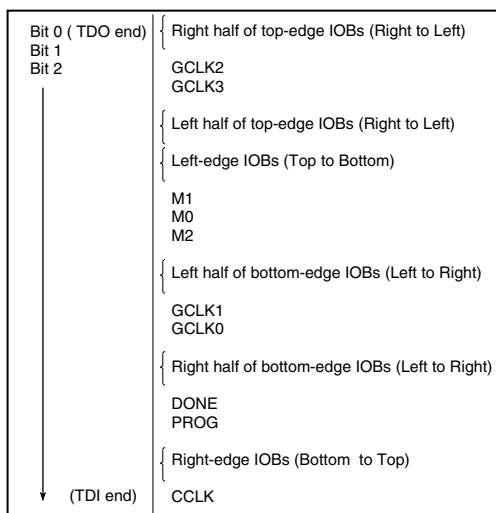 Bit 0 ( TDO end)
Bit 1
Bit 2
Right half of top-edge IOBs (Right to Left)
GCLK2
GCLK3
Left half of top-edge IOBs (Right to Left)
Left-edge IOBs (Top to Bottom)
M1
M0
M2
Left half of bottom-edge IOBs (Left to Right)
GCLK1
GCLK0
Right half of bottom-edge IOBs (Left to Right)
DONE
PROG
Right-edge IOBs (Bottom to Top)
(TDI end)
CCLK